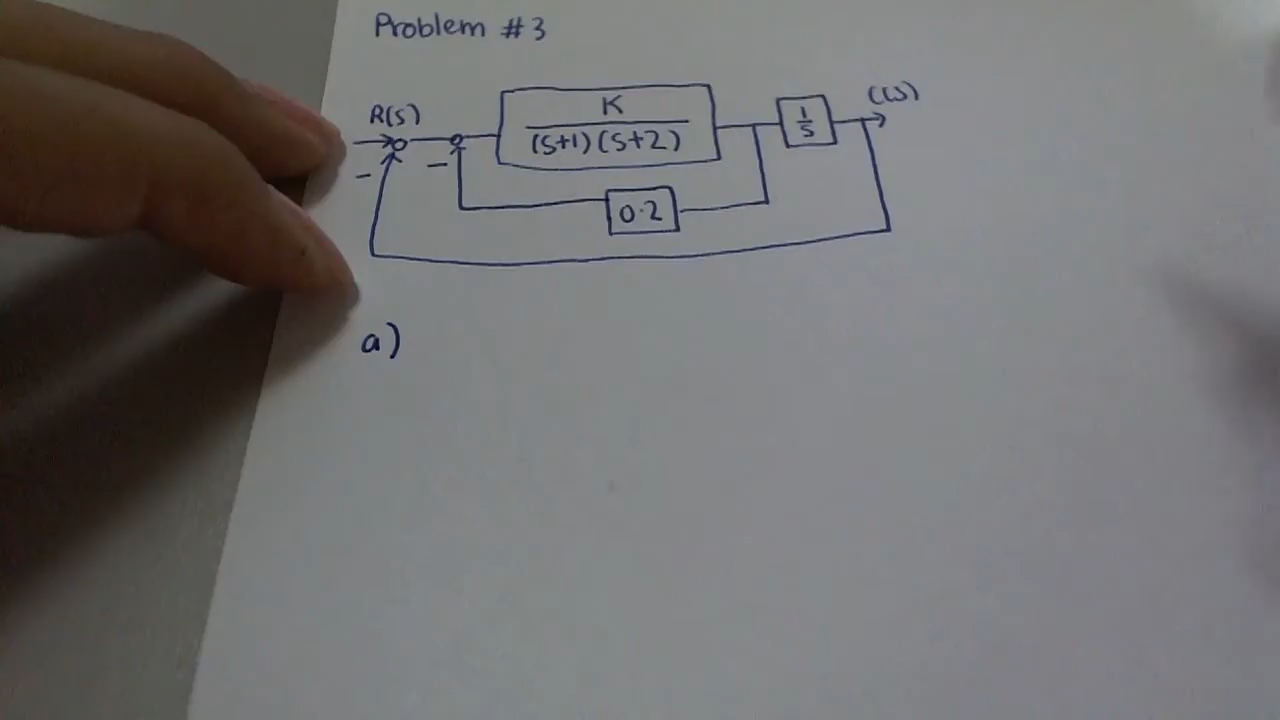 Problem #3
R(s)
K
(s+1)(s+2)
1
s
C(s)
-
-
0.2
a)